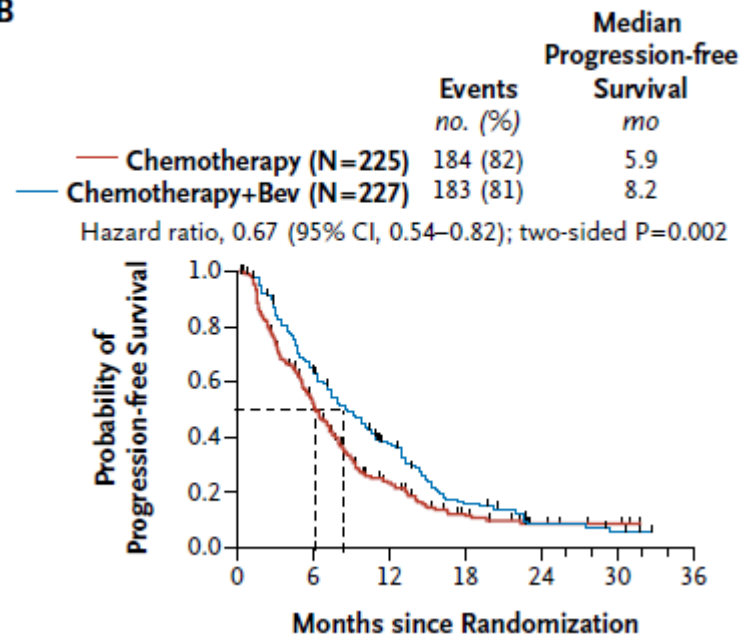 B
Median
Progression-free
Events Survival
no. (%) mo
Chemotherapy (N=225) 184 (82) 5.9
Chemotherapy+Bev (N=227) 183 (81) 8.2
Hazard ratio, 0.67 (95% CI, 0.54–0.82); two-sided P=0.002
Probability of
Progression-free Survival
1.0
0.8
0.6
0.4
0.2
0.0
0 6 12 18 24 30 36
Months since Randomization